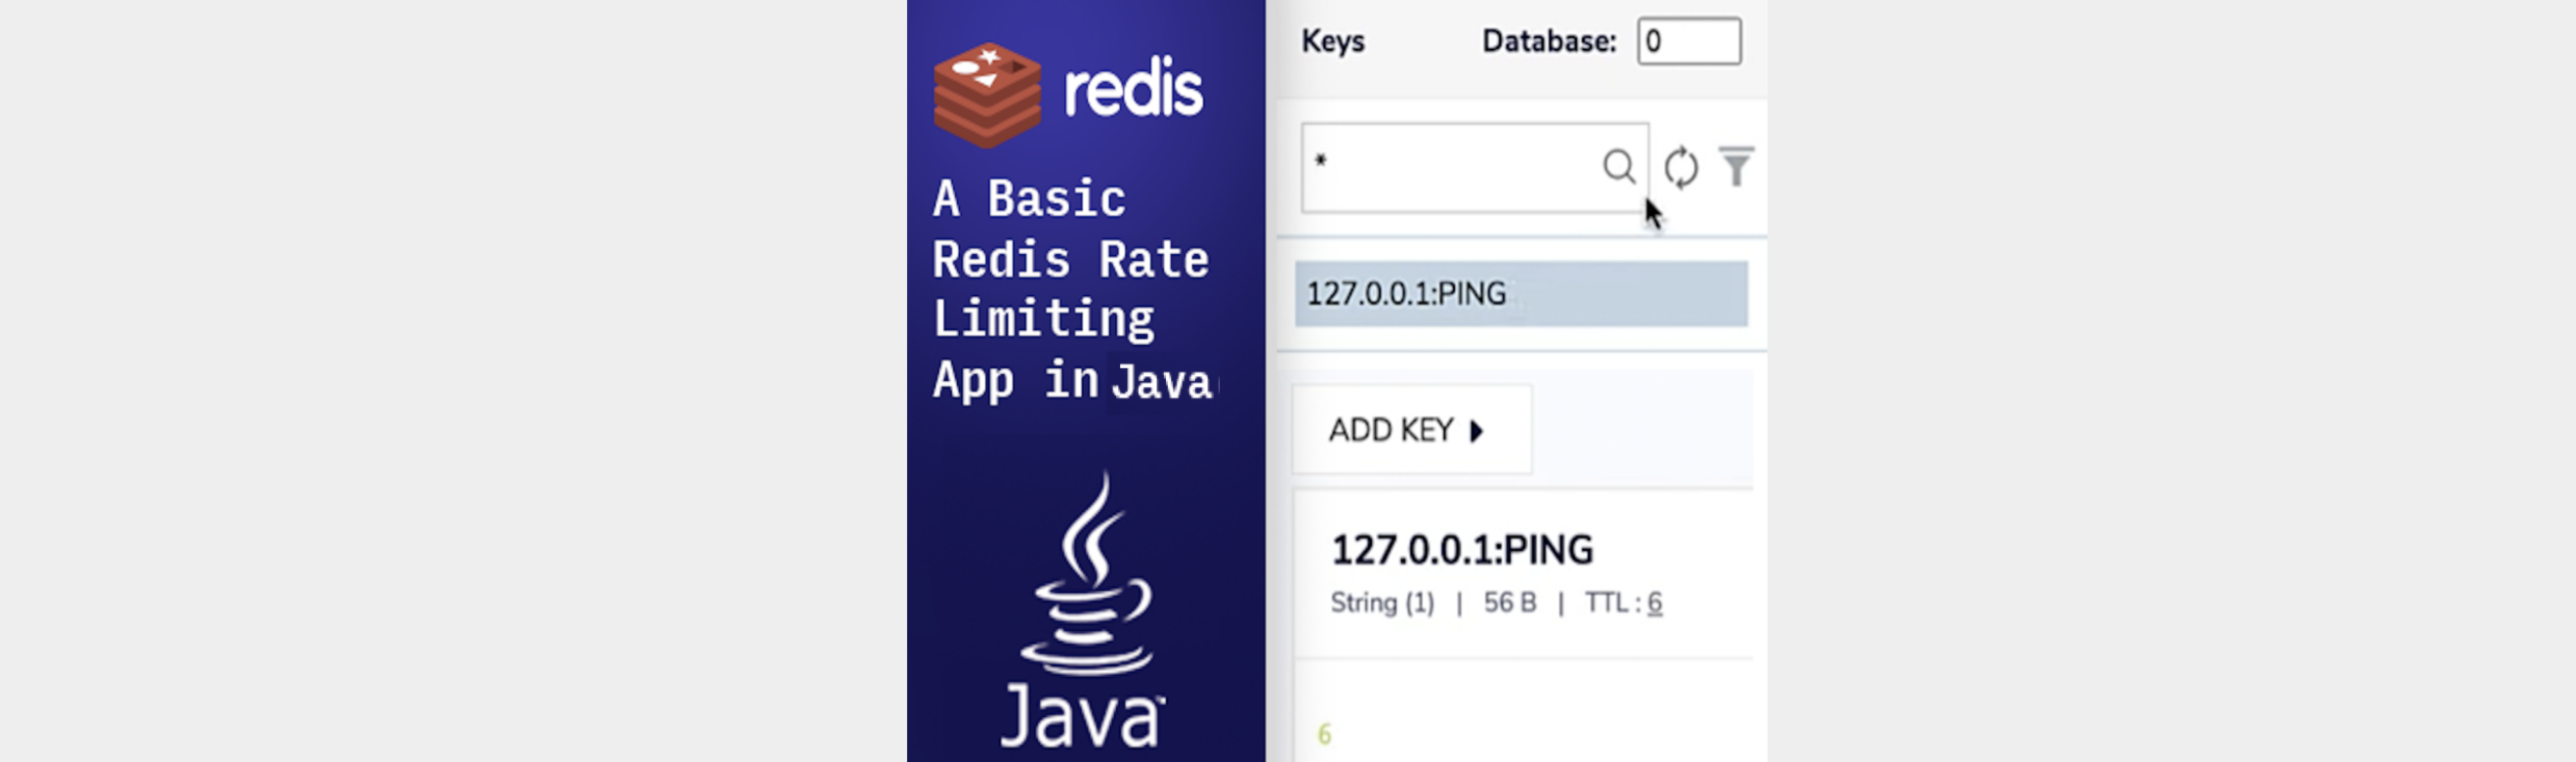 redis
A Basic
Redis Rate
Limiting
App in Java
Java™
Keys
Database: 0
*
127.0.0.1:PING
ADD KEY
127.0.0.1:PING
String (1) | 56 B | TTL : 6
6